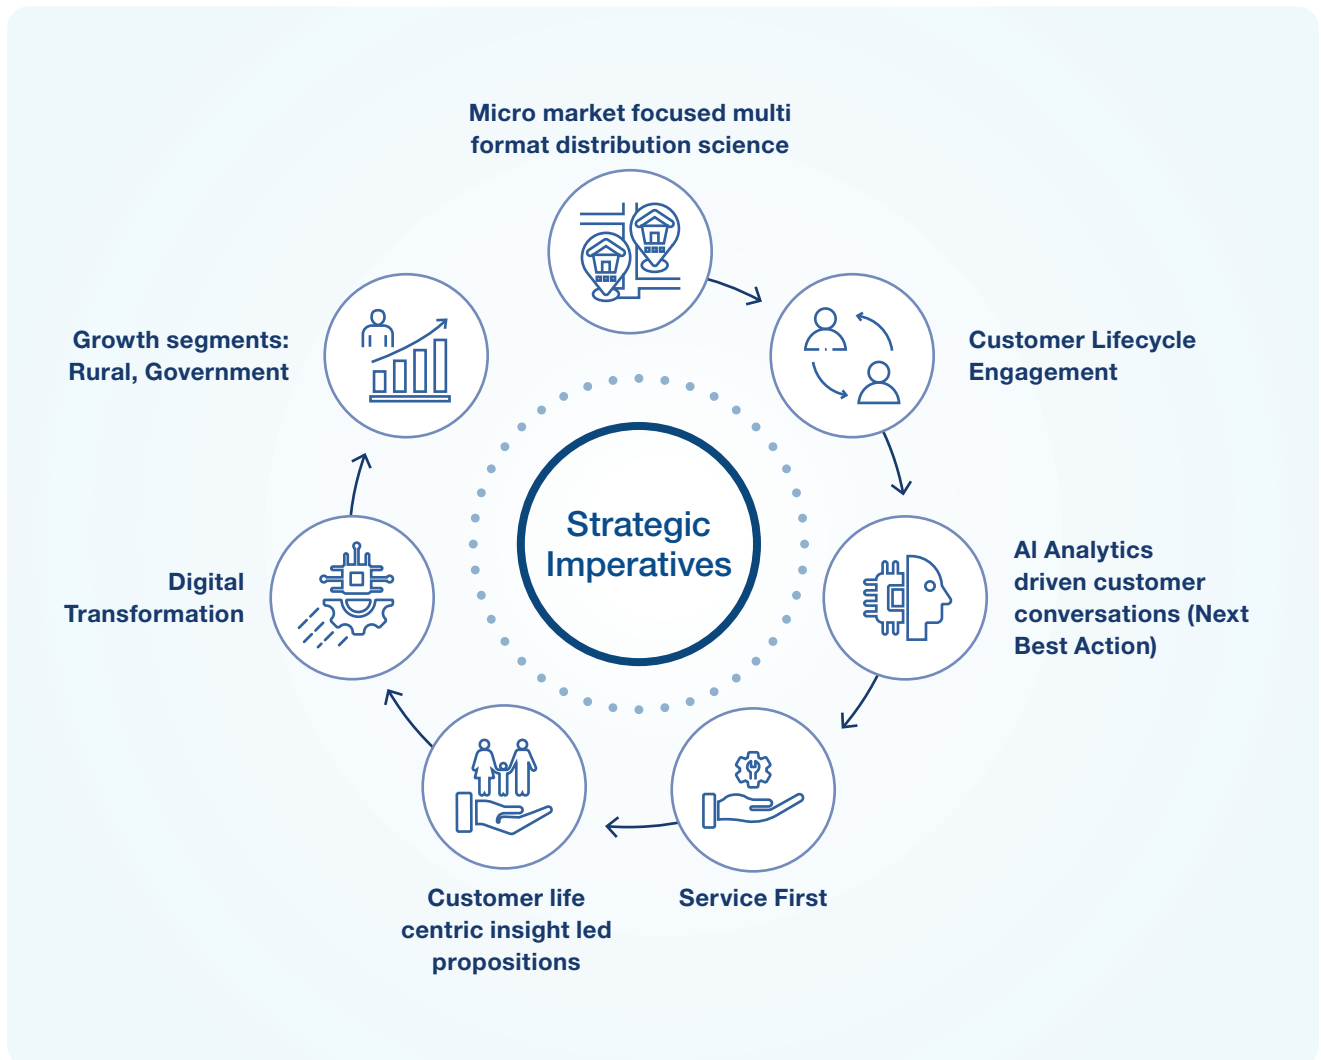 Micro market focused multi
format distribution science
Customer Lifecycle
Engagement
AI Analytics
driven customer
conversations (Next
Best Action)
Service First
Customer life
centric insight led
propositions
Digital
Transformation
Growth segments:
Rural, Government
Strategic
Imperatives